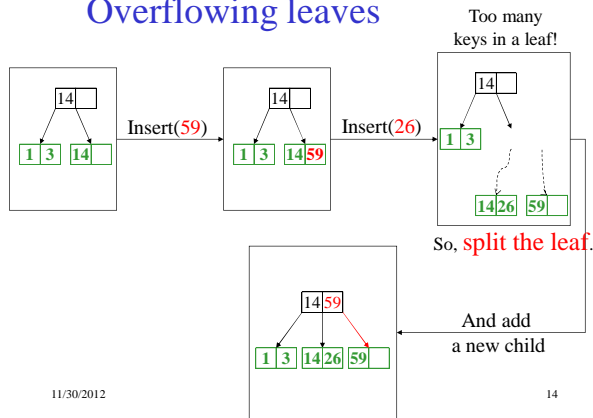 Overflowing leaves
Too many
keys in a leaf!
14
1 3 14
Insert(59)
14
1 3 14 59
Insert(26)
14
1 3
14 26 59
So, split the leaf.
And add
a new child
14 59
1 3 14 26 59
11/30/2012
14